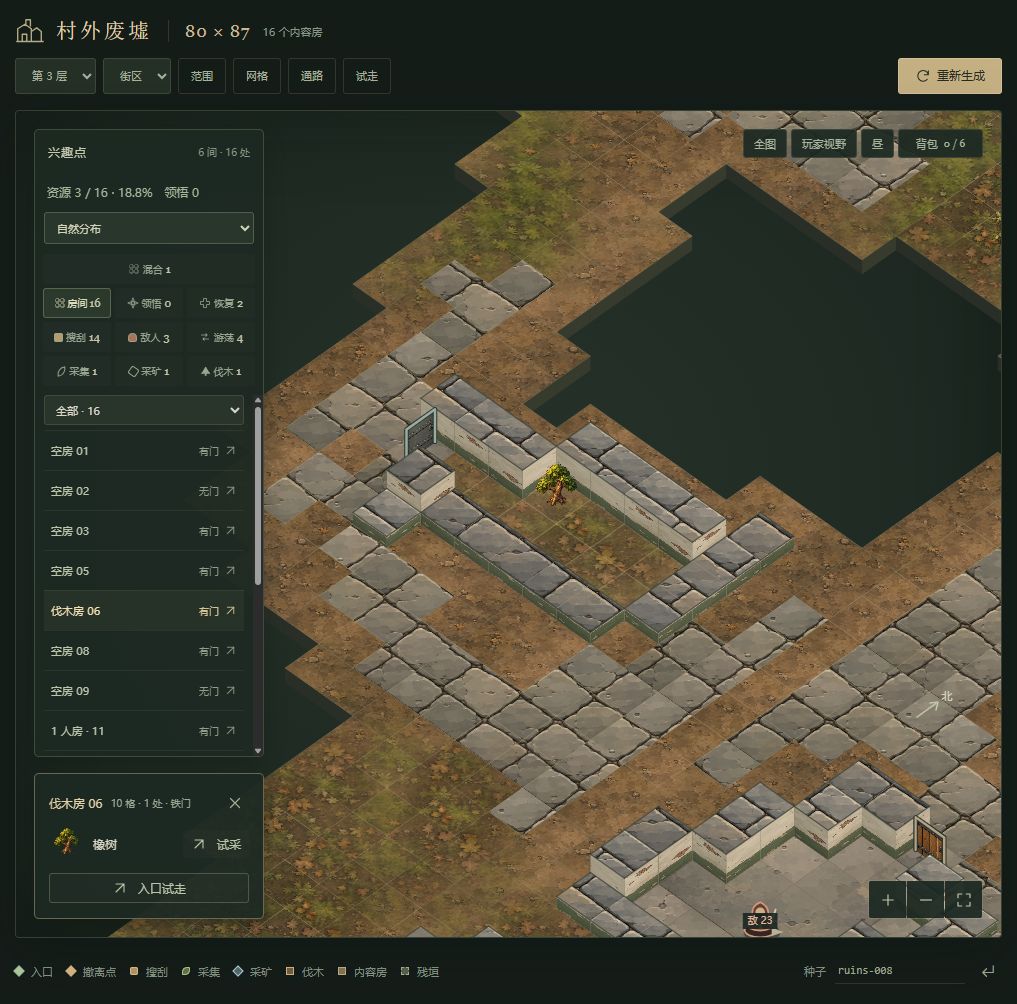 村外废墟 80 × 87 16 个内容房
第 3 层 街区 范围 网格 通路 试走 重新生成
兴趣点 6 间 · 16 处
资源 3 / 16 · 18.8% 领悟 0
自然分布
混合 1
房间 16 领悟 0 恢复 2
搜刮 14 敌人 3 游荡 4
采集 1 采矿 1 伐木 1
全部 · 16
空房 01 有门
空房 02 无门
空房 03 有门
空房 05 有门
伐木房 06 有门
空房 08 有门
空房 09 无门
1 人房 · 11 有门
伐木房 06 10 格 · 1 处 · 铁门
橡树 试采
入口试走
全图 玩家视野 昼 背包 0 / 6
北
敌 23
入口 撤离点 搜刮 采集 采矿 伐木 内容房 残垣
种子 ruins-008